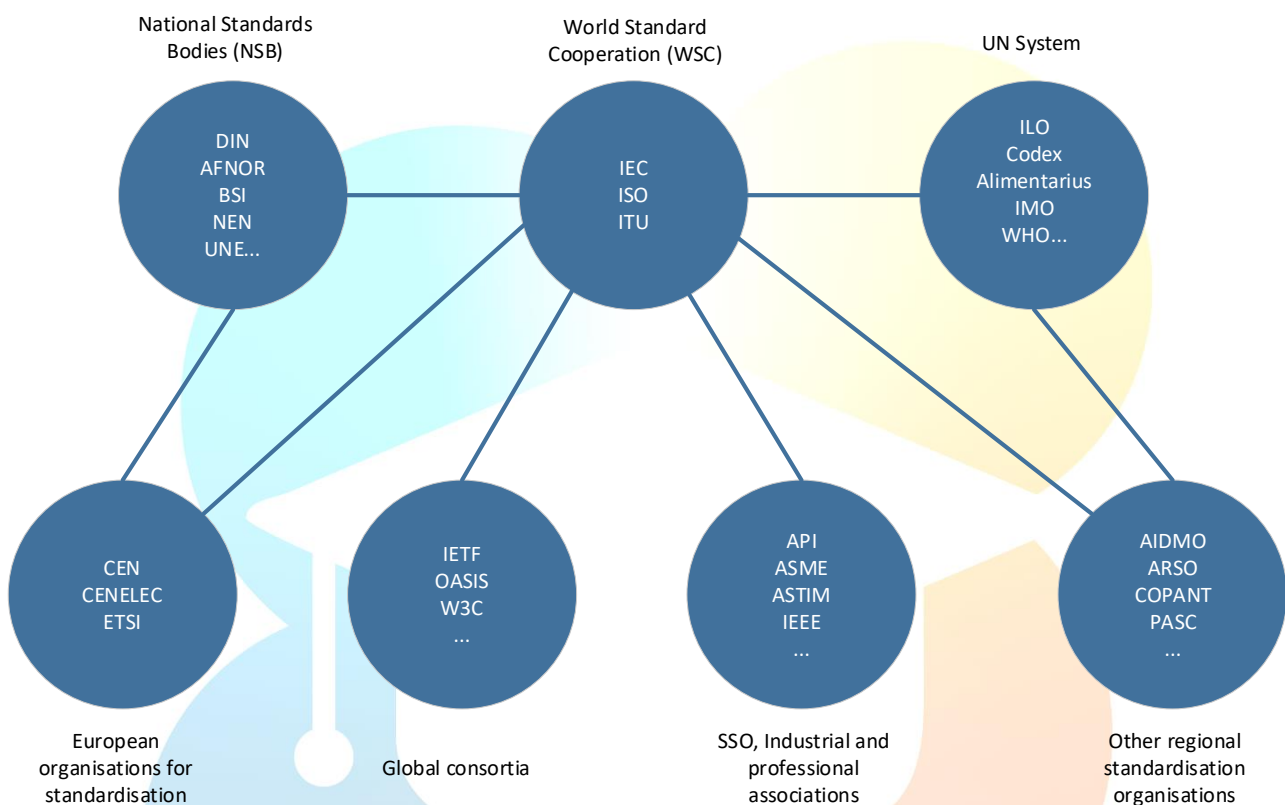 National Standards
Bodies (NSB)
World Standard
Cooperation (WSC)
UN System
DIN
AFNOR
BSI
NEN
UNE...
IEC
ISO
ITU
ILO
Codex
Alimentarius
IMO
WHO...
CEN
CENELEC
ETSI
IETF
OASIS
W3C
...
API
ASME
ASTIM
IEEE
...
AIDMO
ARSO
COPANT
PASC
...
European
organisations for
standardisation
Global consortia
SSO, Industrial and
professional
associations
Other regional
standardisation
organisations